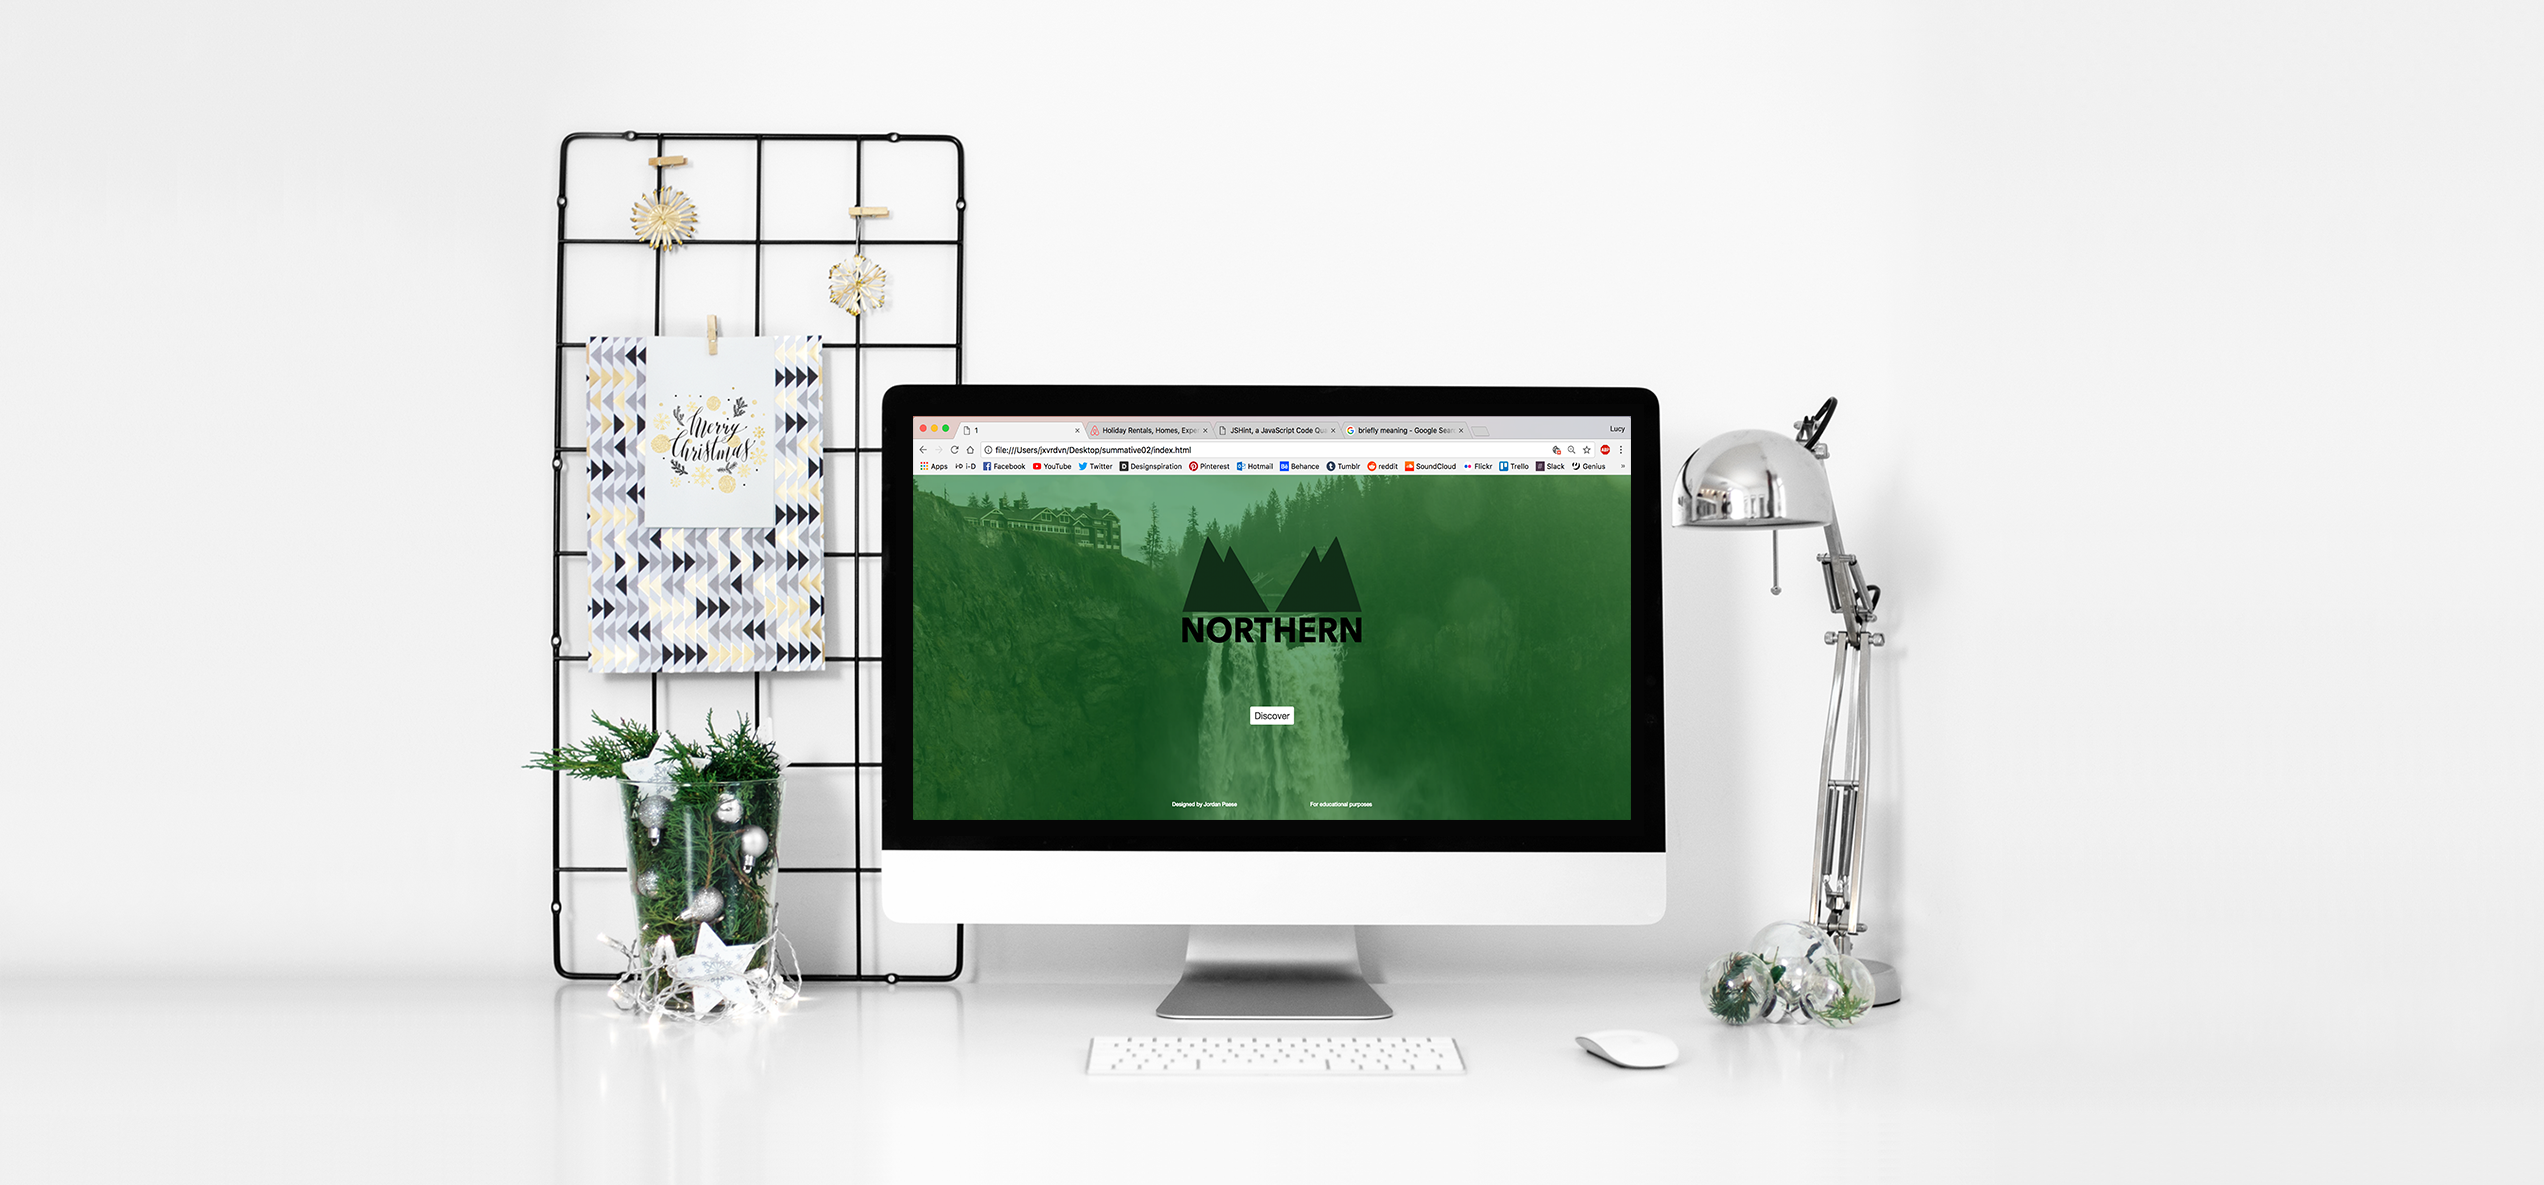 Merry
Christmas
1
Holiday Rentals, Homes, Expe
JSHint, a JavaScript Code Qua
briefly meaning - Google Sear
Lucy
file:///Users/jxvrdvn/Desktop/summative02/index.html
Apps i-D Facebook YouTube Twitter Designspiration Pinterest Hotmail Behance Tumblr reddit SoundCloud Flickr Trello Slack Genius »
NORTHERN
Discover
Designed by Jordan Paese
For educational purposes